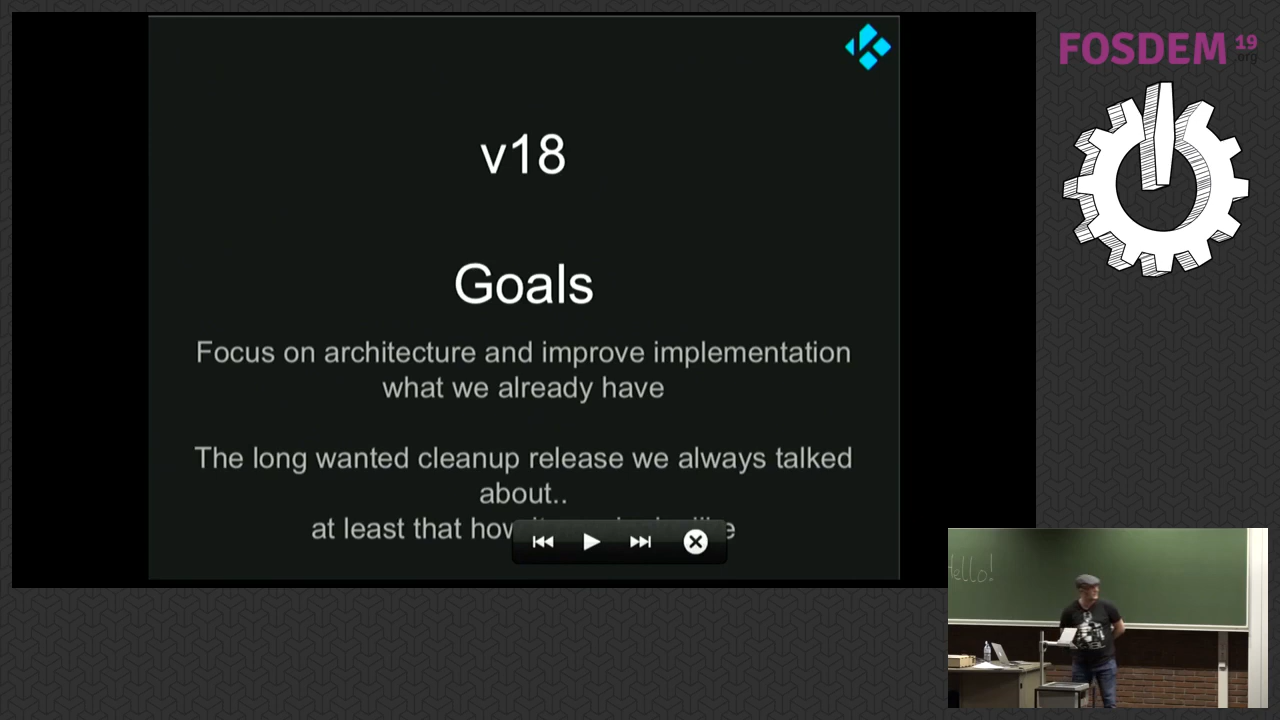 v18
Goals
Focus on architecture and improve implementation
what we already have
The long wanted cleanup release we always talked
about..
at least that how
FOSDEM 19
.org
Hello!